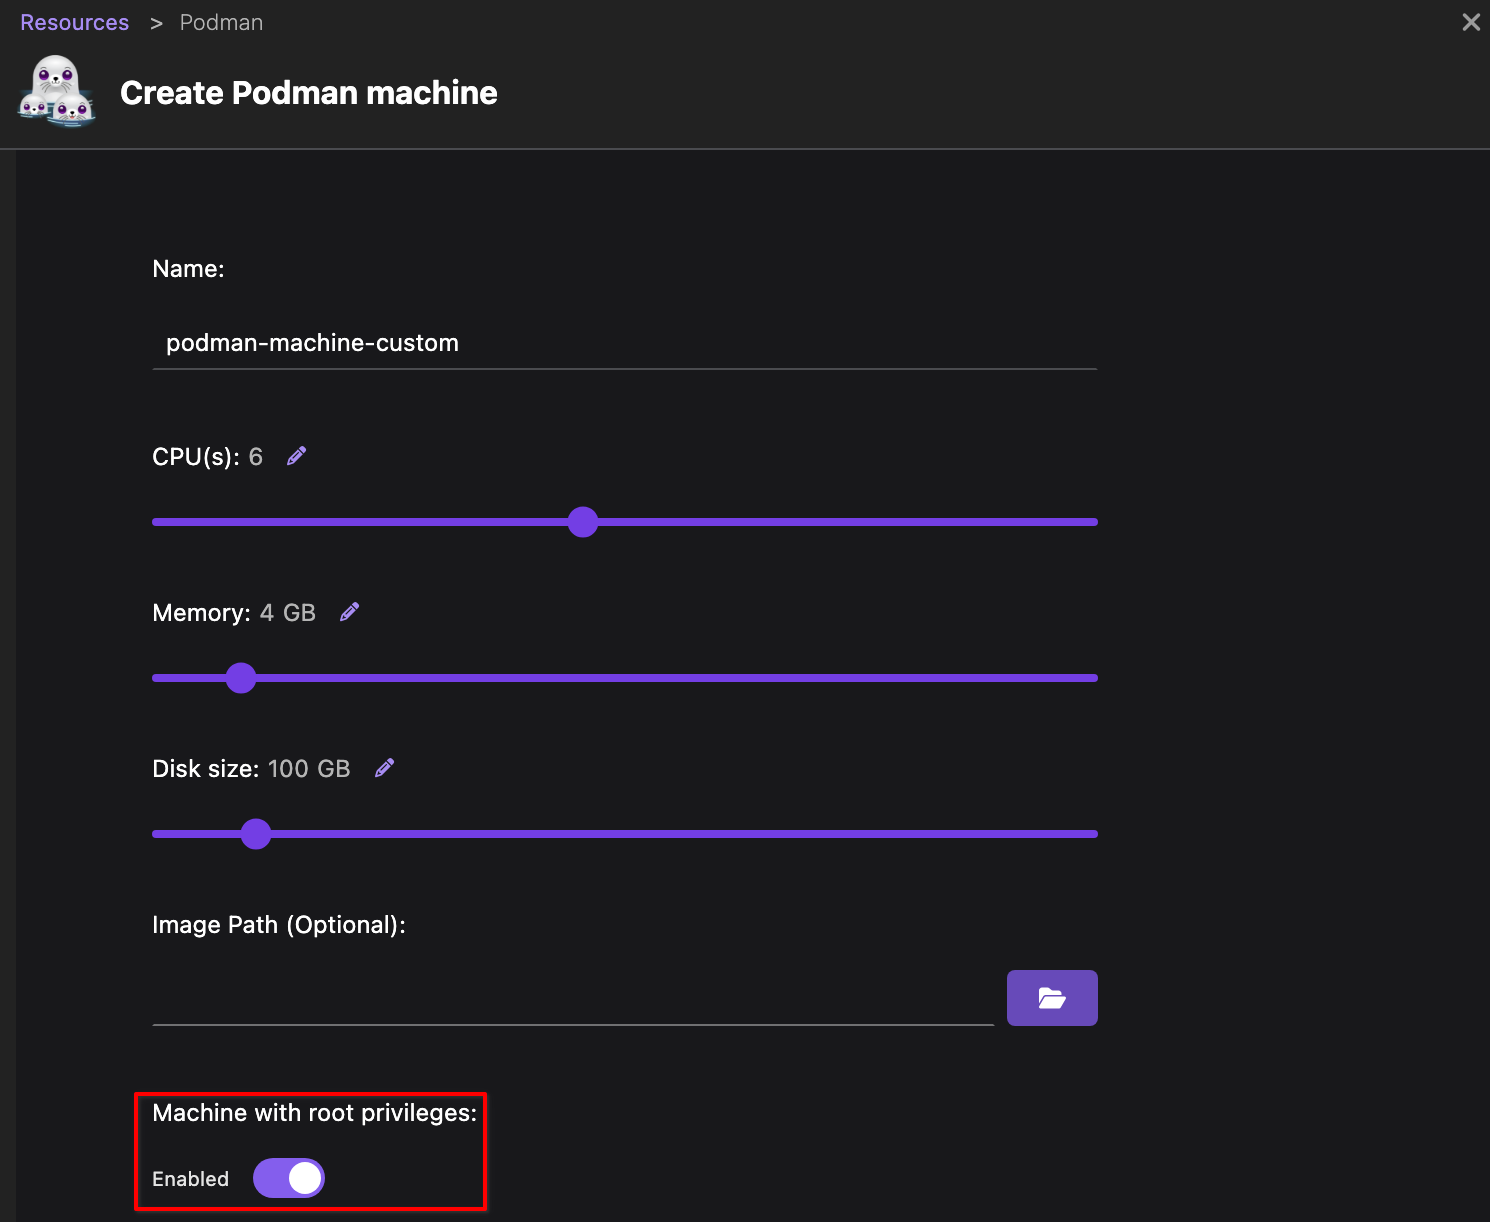 Resources > Podman
Create Podman machine
Name:
podman-machine-custom
CPU(s): 6
Memory: 4 GB
Disk size: 100 GB
Image Path (Optional):
Machine with root privileges:
Enabled